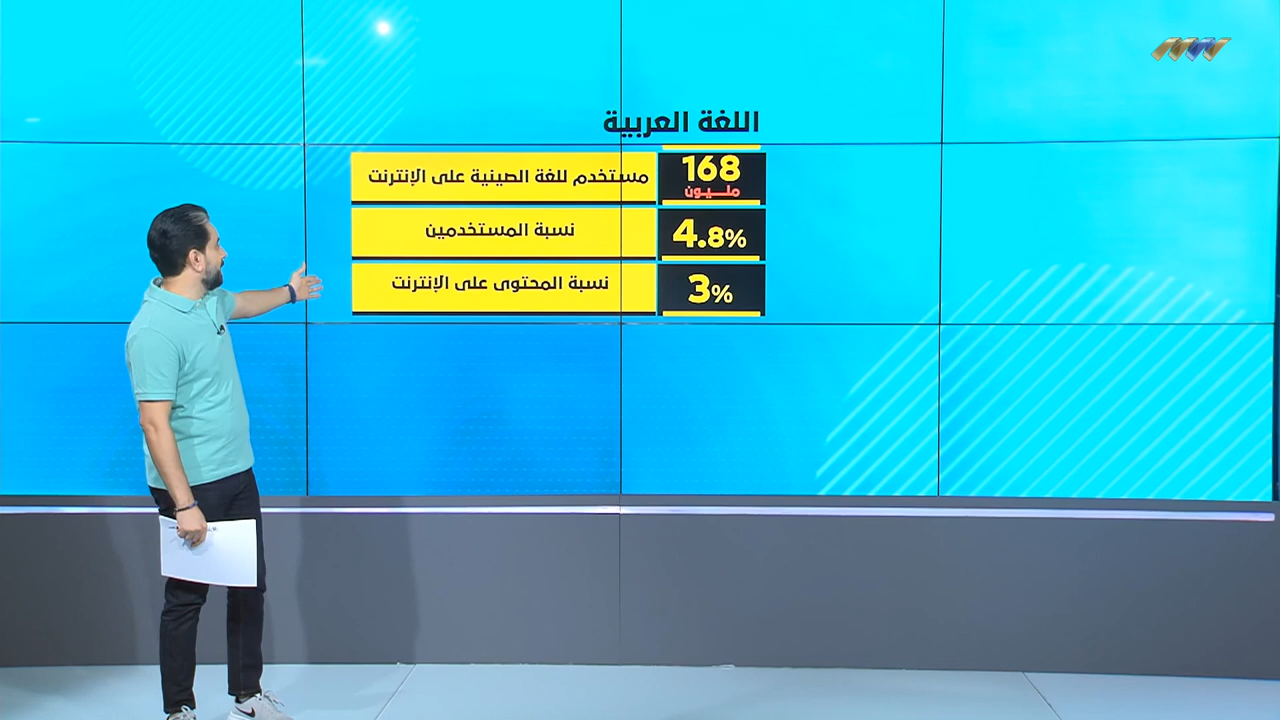 اللغة العربية
168 مليون
مستخدم للغة الصينية على الإنترنت
4.8%
نسبة المستخدمين
3%
نسبة المحتوى على الإنترنت